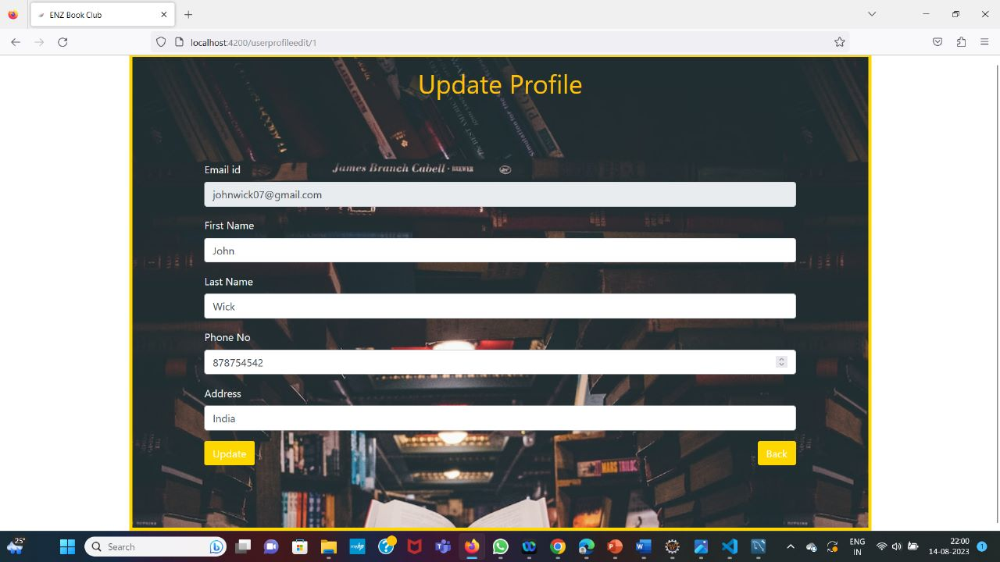 ENZ Book Club
localhost:4200/userprofileedit/1
Update Profile
James Branch Cabell · BREWER
Email id
johnwick07@gmail.com
First Name
John
Last Name
Wick
Phone No
878754542
Address
India
Update
Back
MARS TRILO
25°
Search
ENG
IN
22:00
14-08-2023
1